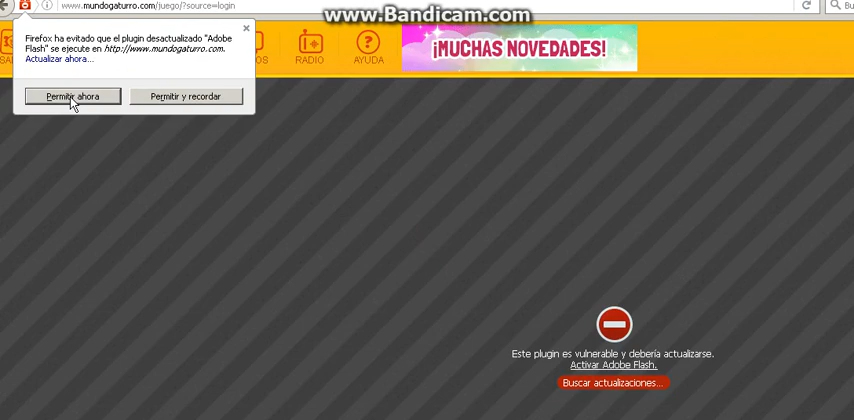 www.mundogaturro.com/juego/?source=login
www.Bandicam.com
Firefox ha evitado que el plugin desactualizado "Adobe
Flash" se ejecute en http://www.mundogaturro.com.
Actualizar ahora...
Permitir ahora
Permitir y recordar
RADIO
AYUDA
¡MUCHAS NOVEDADES!
Este plugin es vulnerable y debería actualizarse.
Activar Adobe Flash.
Buscar actualizaciones...